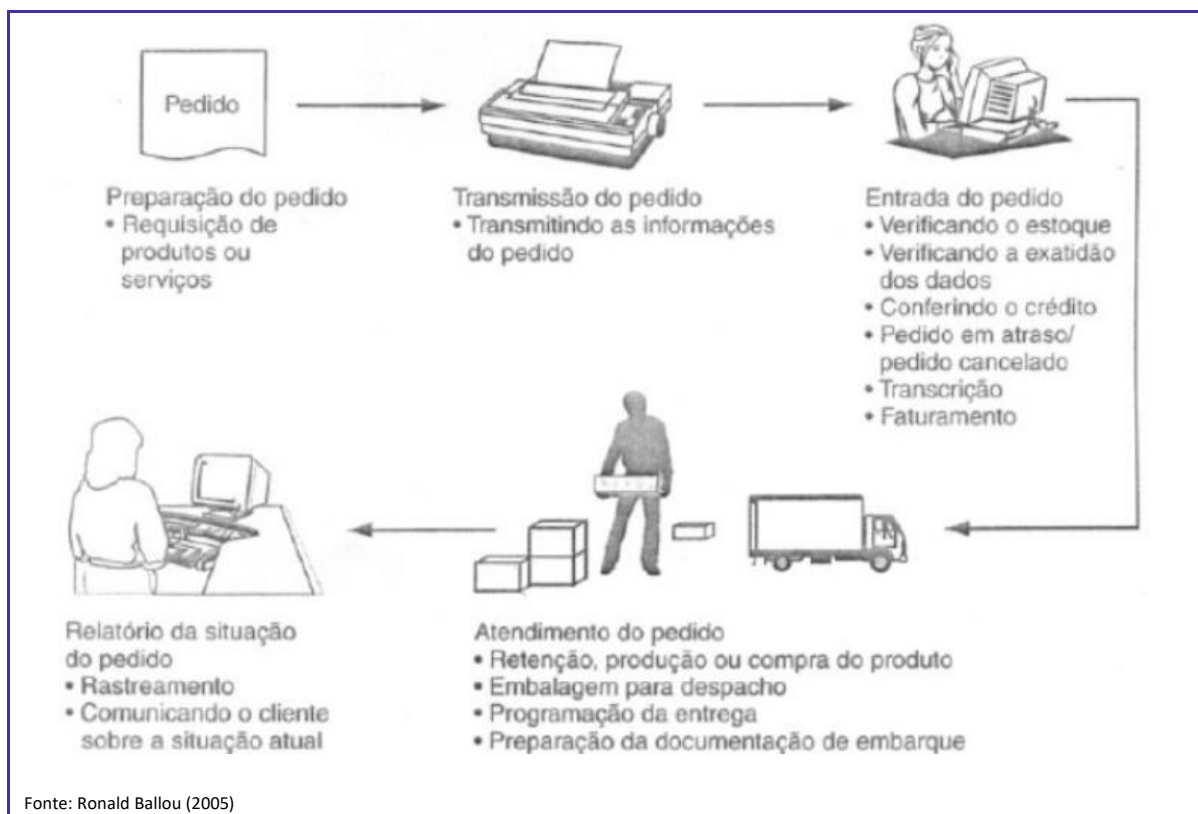 Pedido
Preparação do pedido
• Requisição de
produtos ou
serviços
Transmissão do pedido
• Transmitindo as informações
do pedido
Entrada do pedido
• Verificando o estoque
• Verificando a exatidão
dos dados
• Conferindo o crédito
• Pedido em atraso/
pedido cancelado
• Transcrição
• Faturamento
Relatório da situação
do pedido
• Rastreamento
• Comunicando o cliente
sobre a situação atual
Atendimento do pedido
• Retenção, produção ou compra do produto
• Embalagem para despacho
• Programação da entrega
• Preparação da documentação de embarque
Fonte: Ronald Ballou (2005)